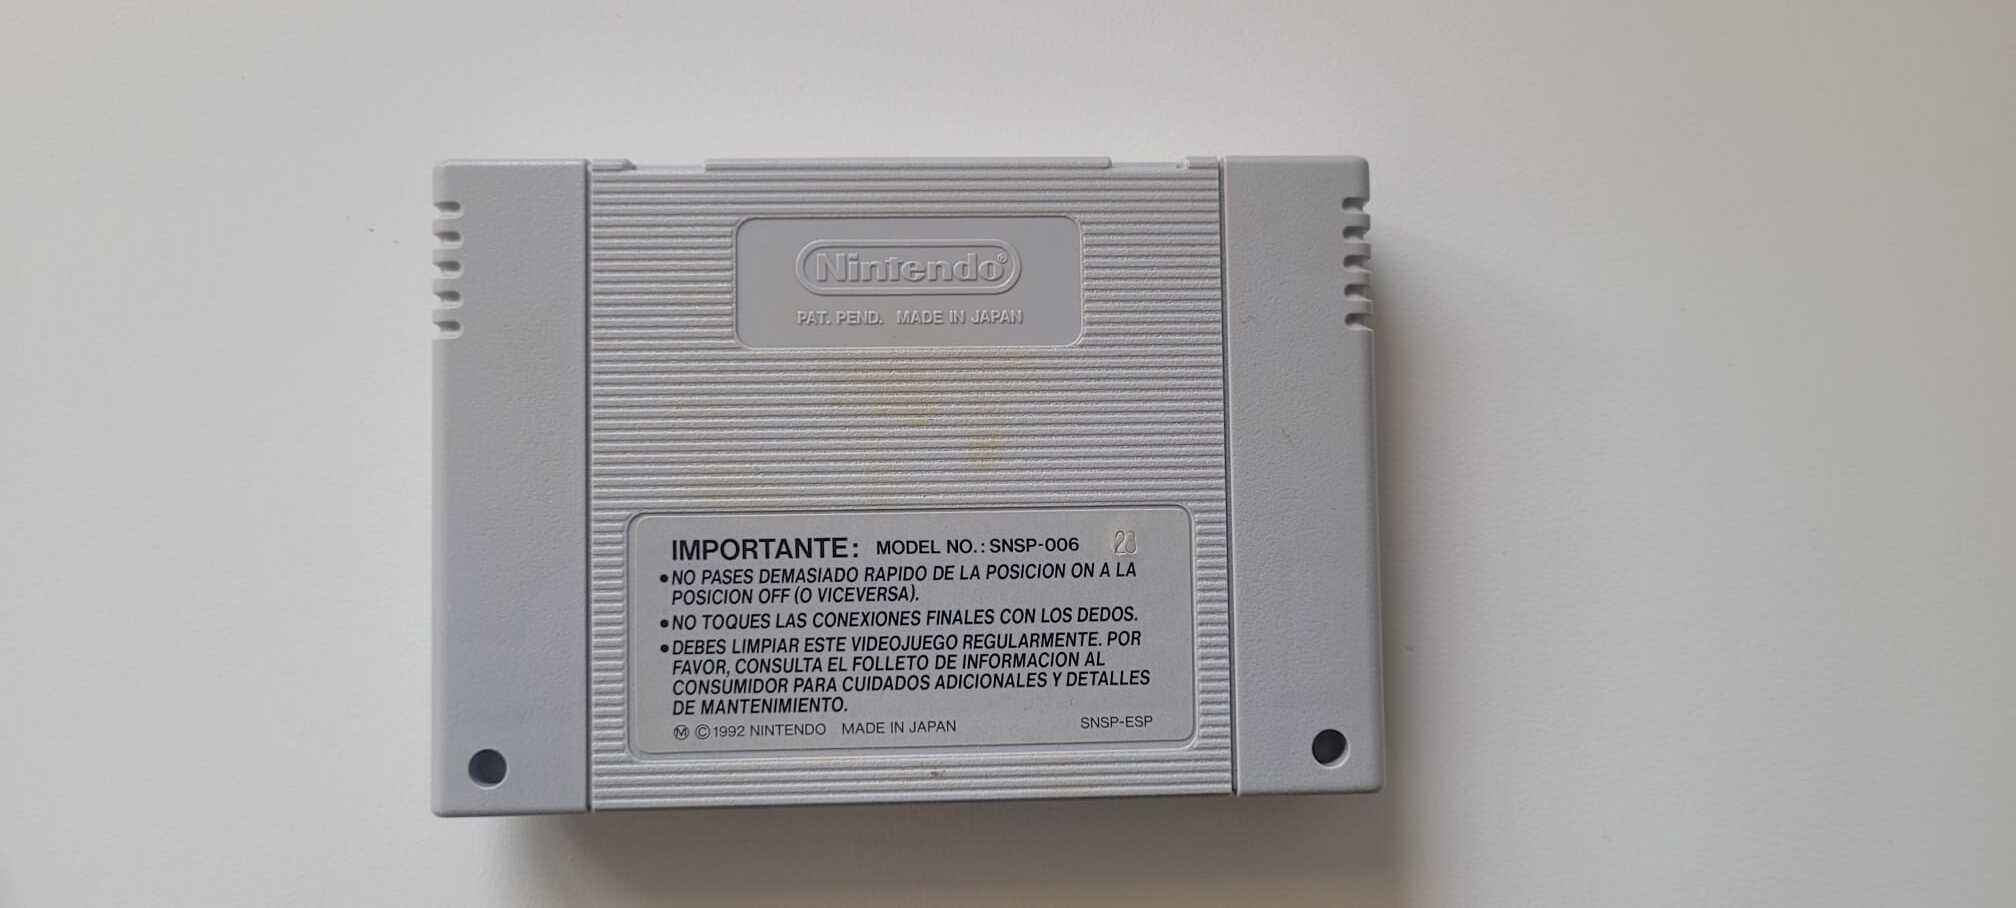 Nintendo®
PAT. PEND. MADE IN JAPAN
IMPORTANTE: MODEL NO.: SNSP-006
• NO PASES DEMASIADO RAPIDO DE LA POSICION ON A LA
POSICION OFF (O VICEVERSA).
• NO TOQUES LAS CONEXIONES FINALES CON LOS DEDOS.
• DEBES LIMPIAR ESTE VIDEOJUEGO REGULARMENTE. POR
FAVOR, CONSULTA EL FOLLETO DE INFORMACION AL
CONSUMIDOR PARA CUIDADOS ADICIONALES Y DETALLES
DE MANTENIMIENTO.
Ⓜ © 1992 NINTENDO MADE IN JAPAN SNSP-ESP